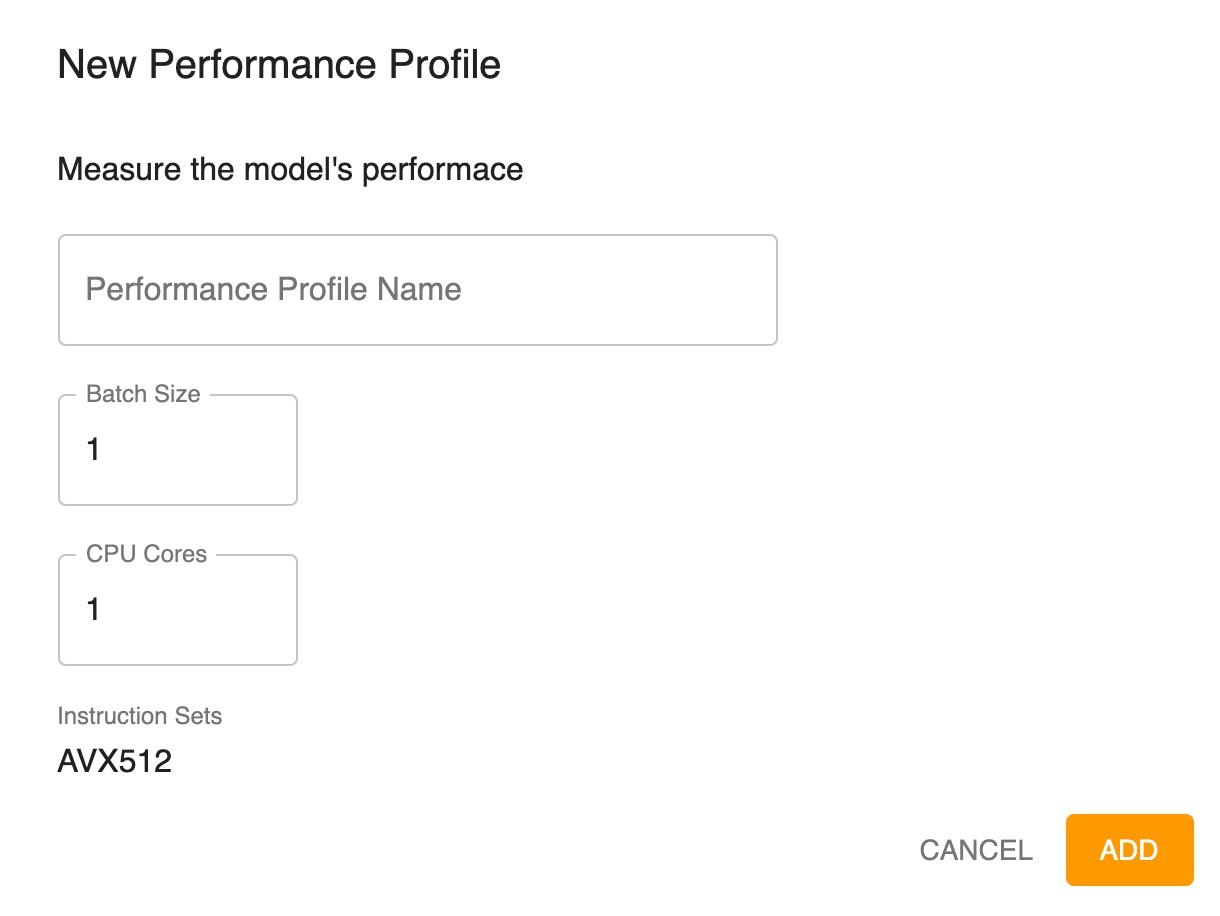 New Performance Profile
Measure the model's performace
Performance Profile Name
Batch Size
1
CPU Cores
1
Instruction Sets
AVX512
CANCEL ADD